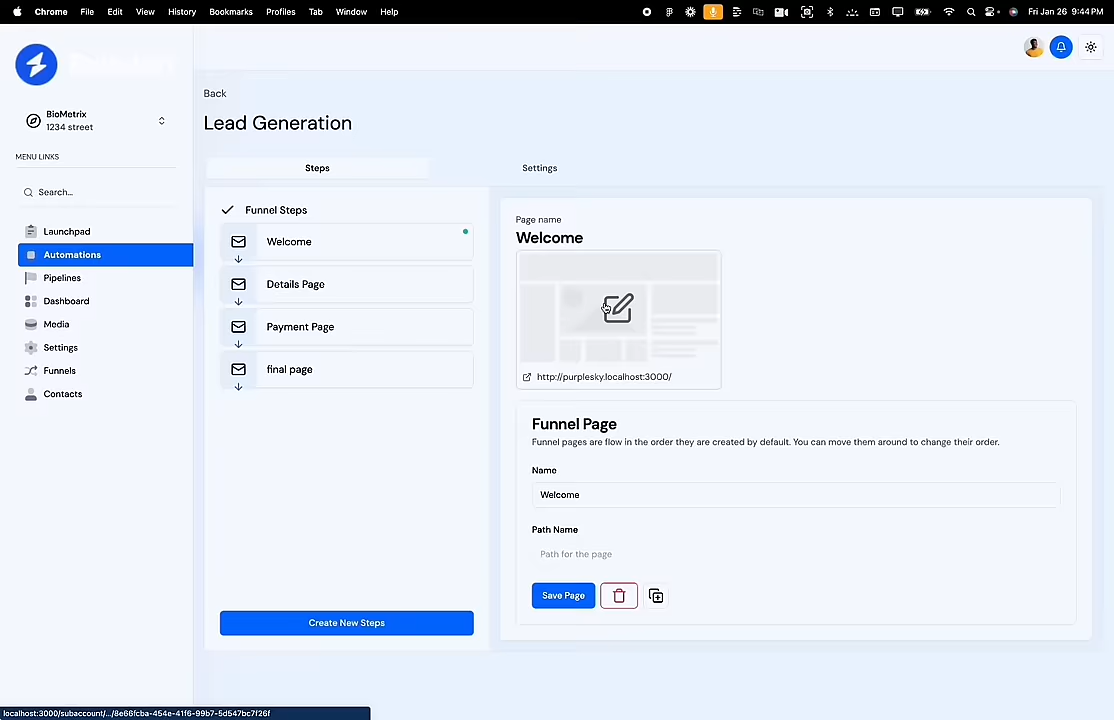 Chrome File Edit View History Bookmarks Profiles Tab Window Help Fri Jan 26 9:44 PM
BioMetrix
1234 street
MENU LINKS
Search...
Launchpad
Automations
Pipelines
Dashboard
Media
Settings
Funnels
Contacts
Back
Lead Generation
Steps Settings
Funnel Steps
Welcome
Details Page
Payment Page
final page
Create New Steps
Page name
Welcome
http://purplesky.localhost:3000/
Funnel Page
Funnel pages are flow in the order they are created by default. You can move them around to change their order.
Name
Welcome
Path Name
Path for the page
Save Page
localhost:3000/subaccount/.../8e66fcba-454e-41f6-99b7-5d547bc7f26f